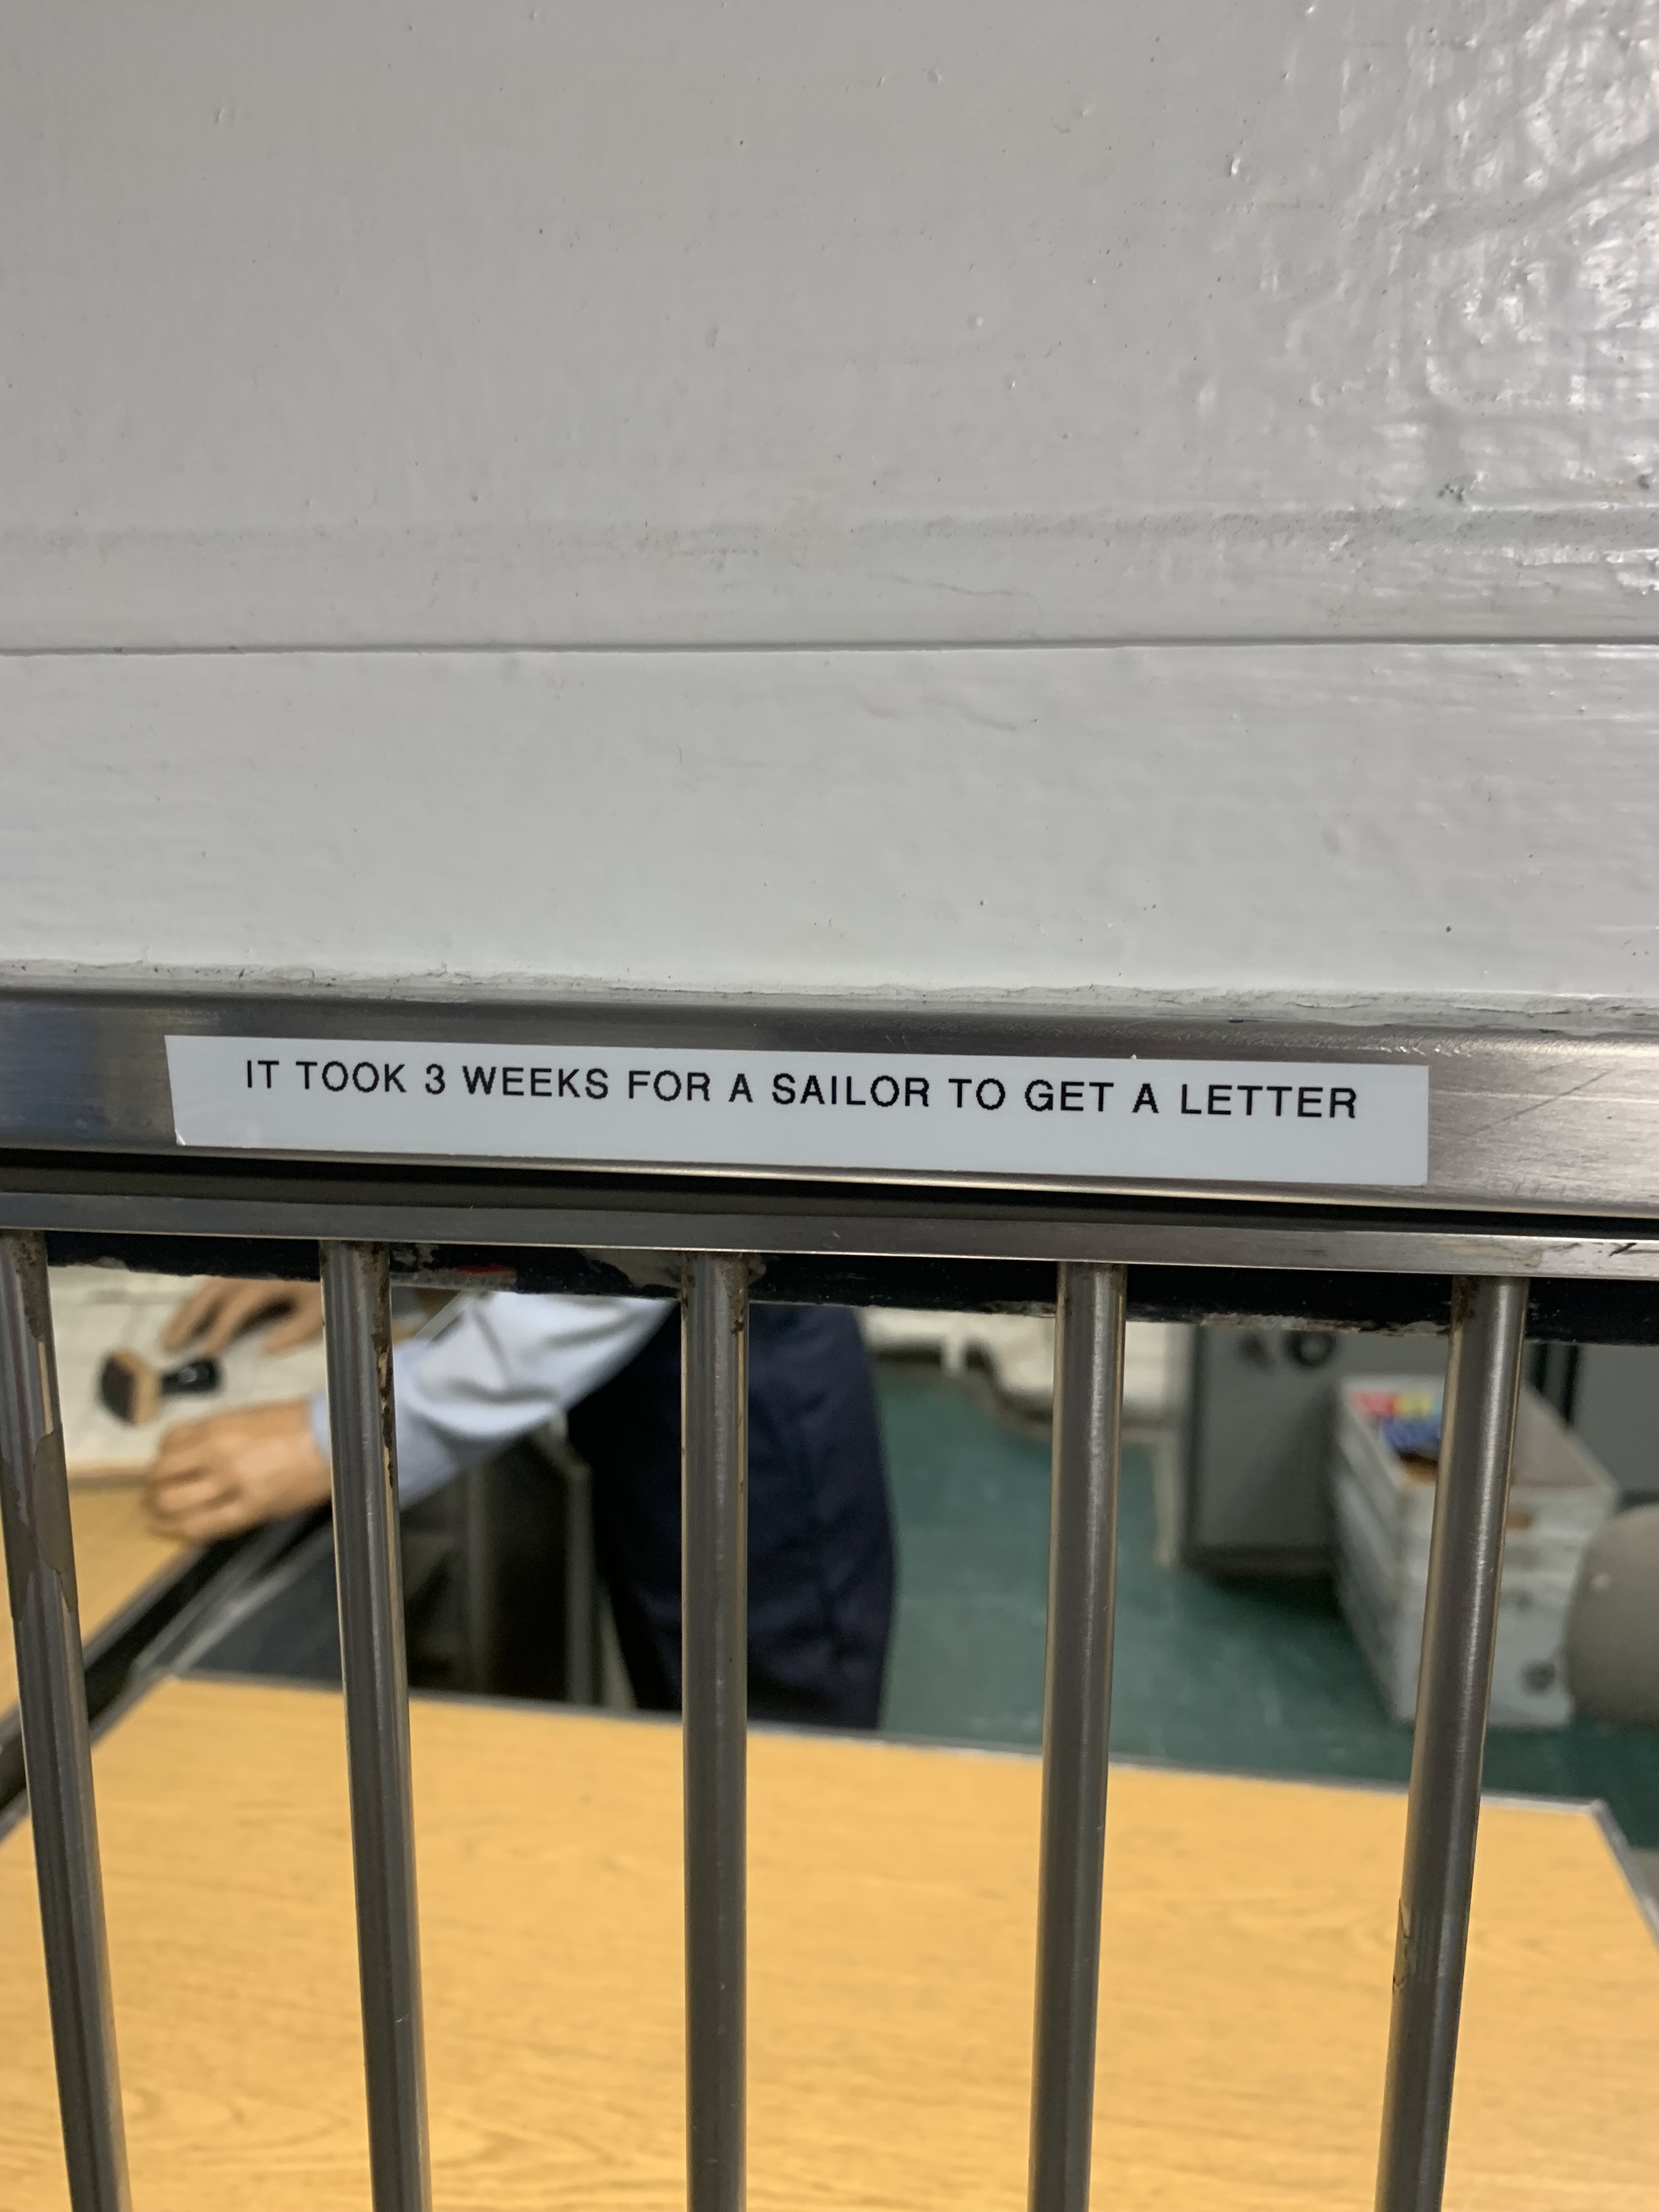 IT TOOK 3 WEEKS FOR A SAILOR TO GET A LETTER